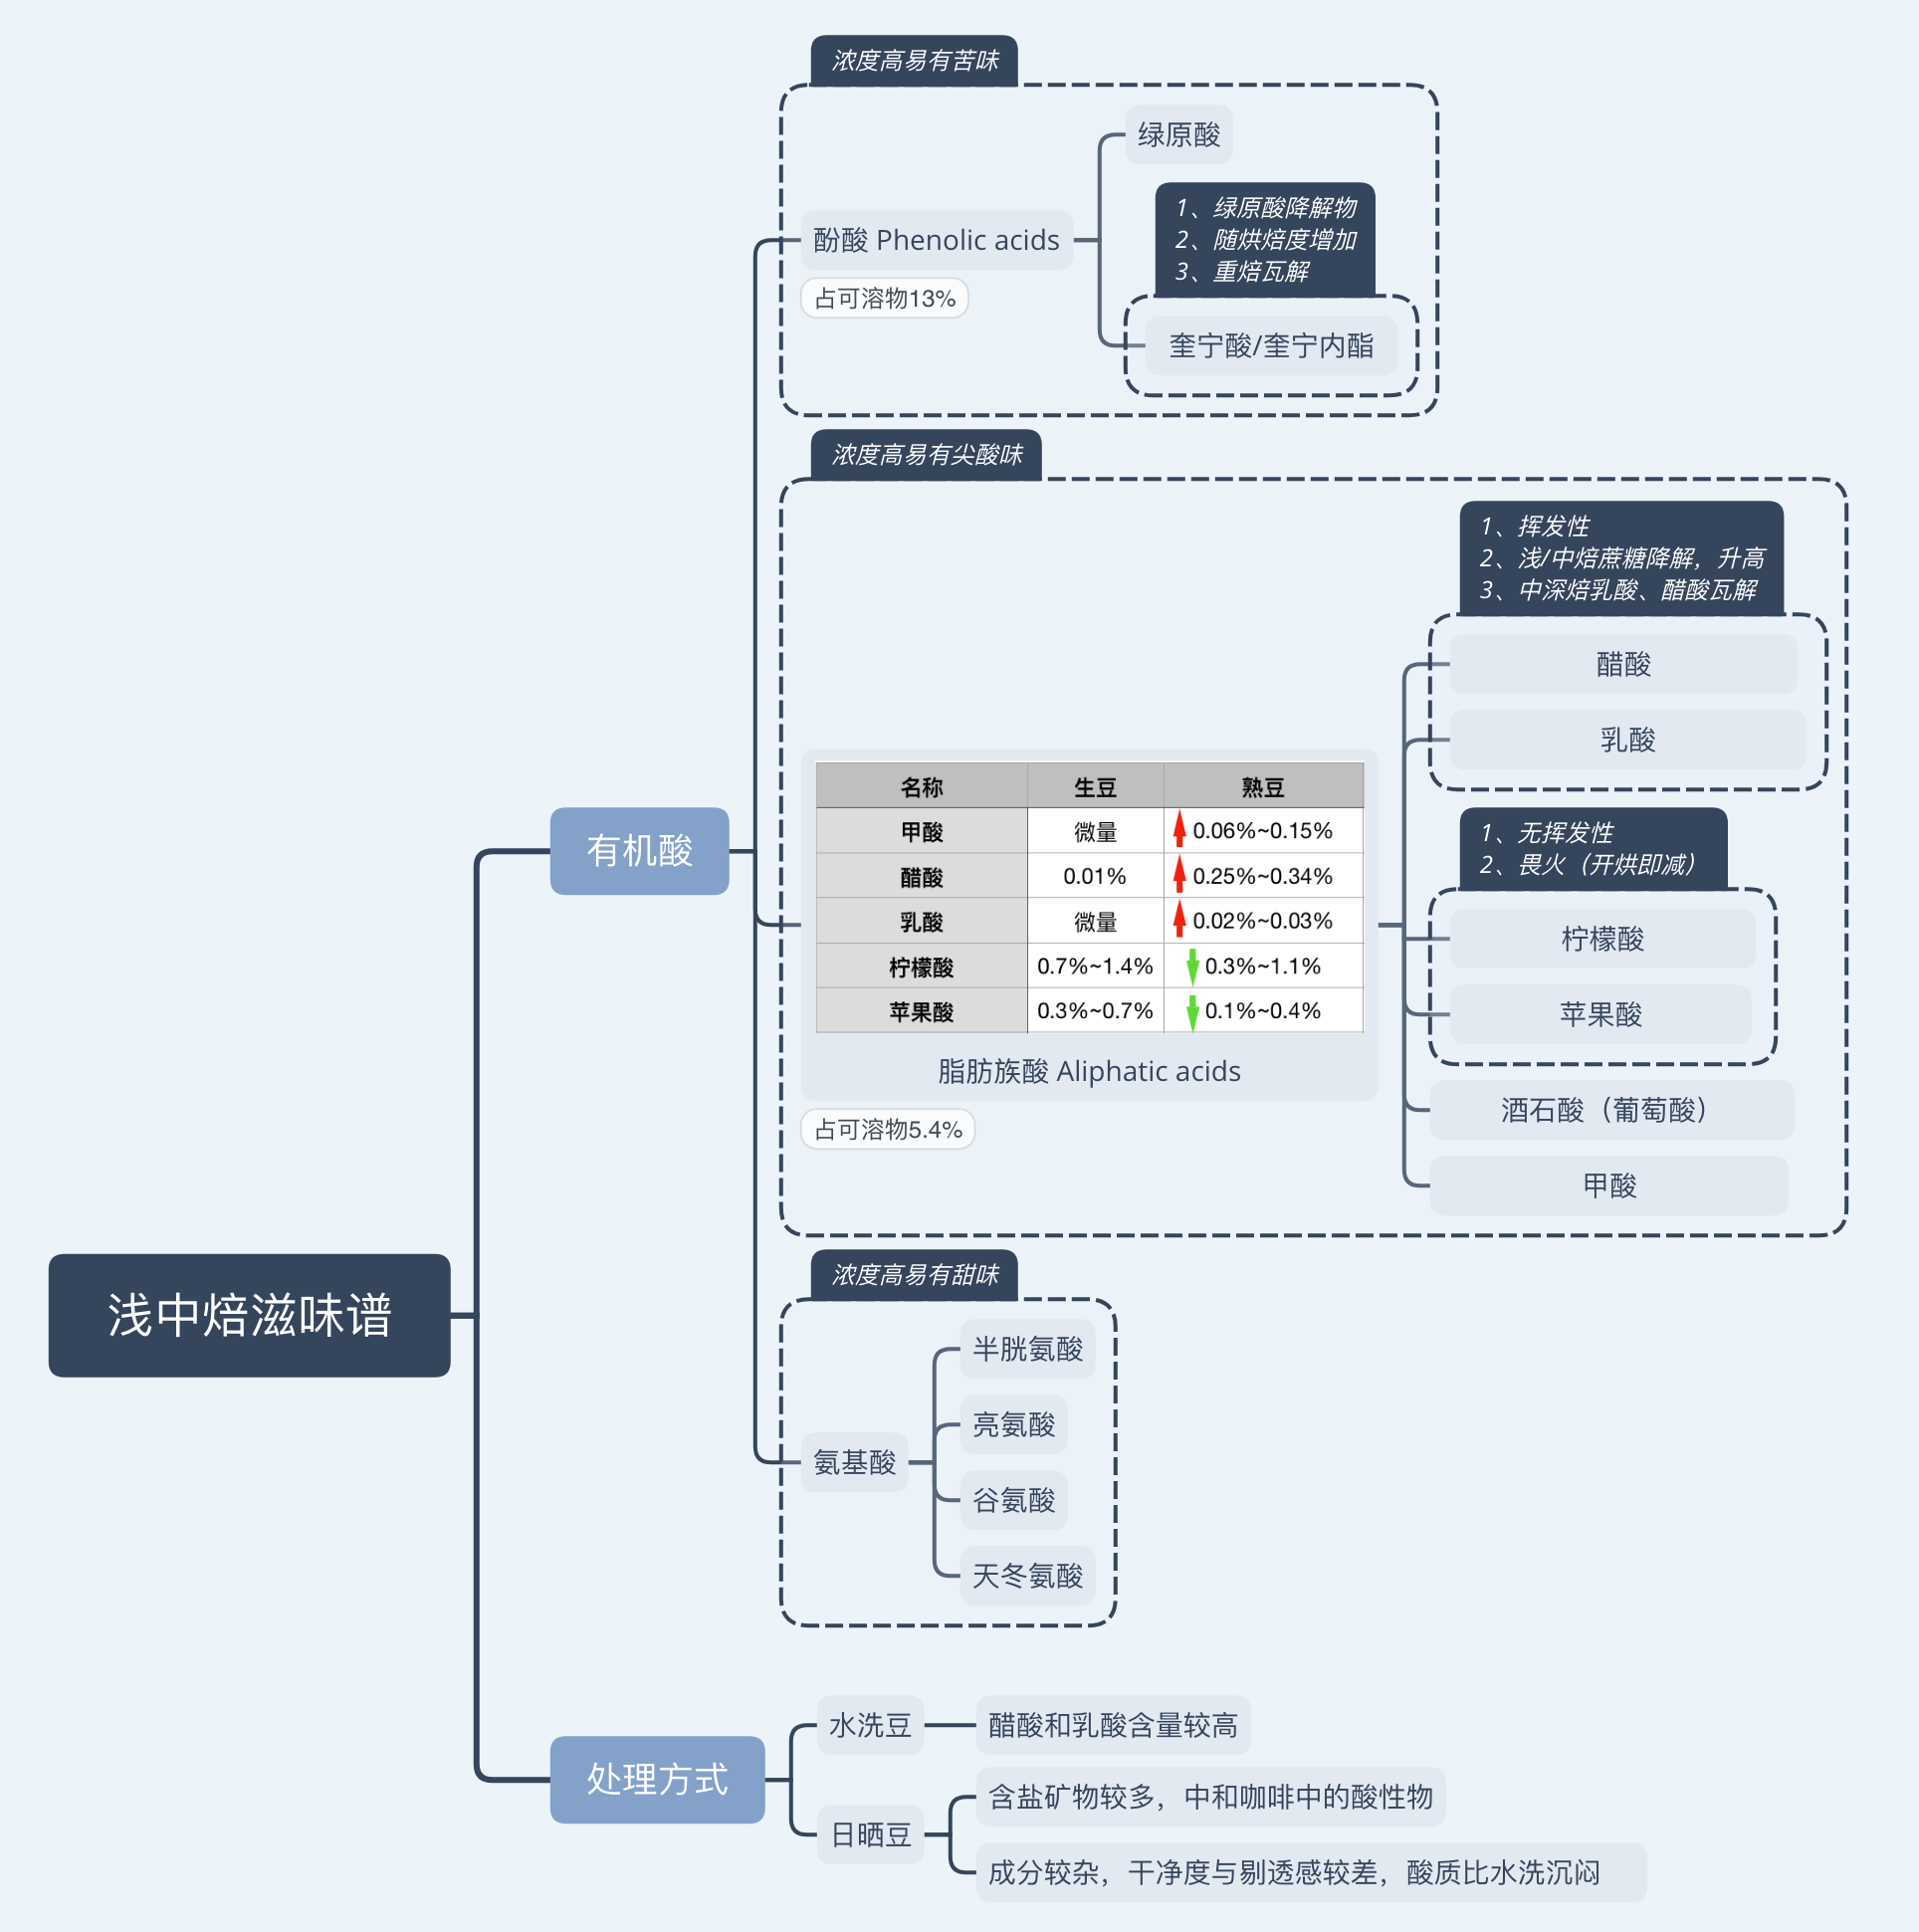 浅中焙滋味谱
有机酸
浓度高易有苦味
酚酸 Phenolic acids
占可溶物13%
绿原酸
1、绿原酸降解物
2、随烘焙度增加
3、重焙瓦解
奎宁酸/奎宁内酯
浓度高易有尖酸味
名称 生豆 熟豆
甲酸 微量 0.06%~0.15%
醋酸 0.01% 0.25%~0.34%
乳酸 微量 0.02%~0.03%
柠檬酸 0.7%~1.4% 0.3%~1.1%
苹果酸 0.3%~0.7% 0.1%~0.4%
脂肪族酸 Aliphatic acids
占可溶物5.4%
1、挥发性
2、浅/中焙蔗糖降解，升高
3、中深焙乳酸、醋酸瓦解
醋酸
乳酸
1、无挥发性
2、畏火（开烘即减）
柠檬酸
苹果酸
酒石酸（葡萄酸）
甲酸
浓度高易有甜味
氨基酸
半胱氨酸
亮氨酸
谷氨酸
天冬氨酸
处理方式
水洗豆
醋酸和乳酸含量较高
日晒豆
含盐矿物较多，中和咖啡中的酸性物
成分较杂，干净度与剔透感较差，酸质比水洗沉闷